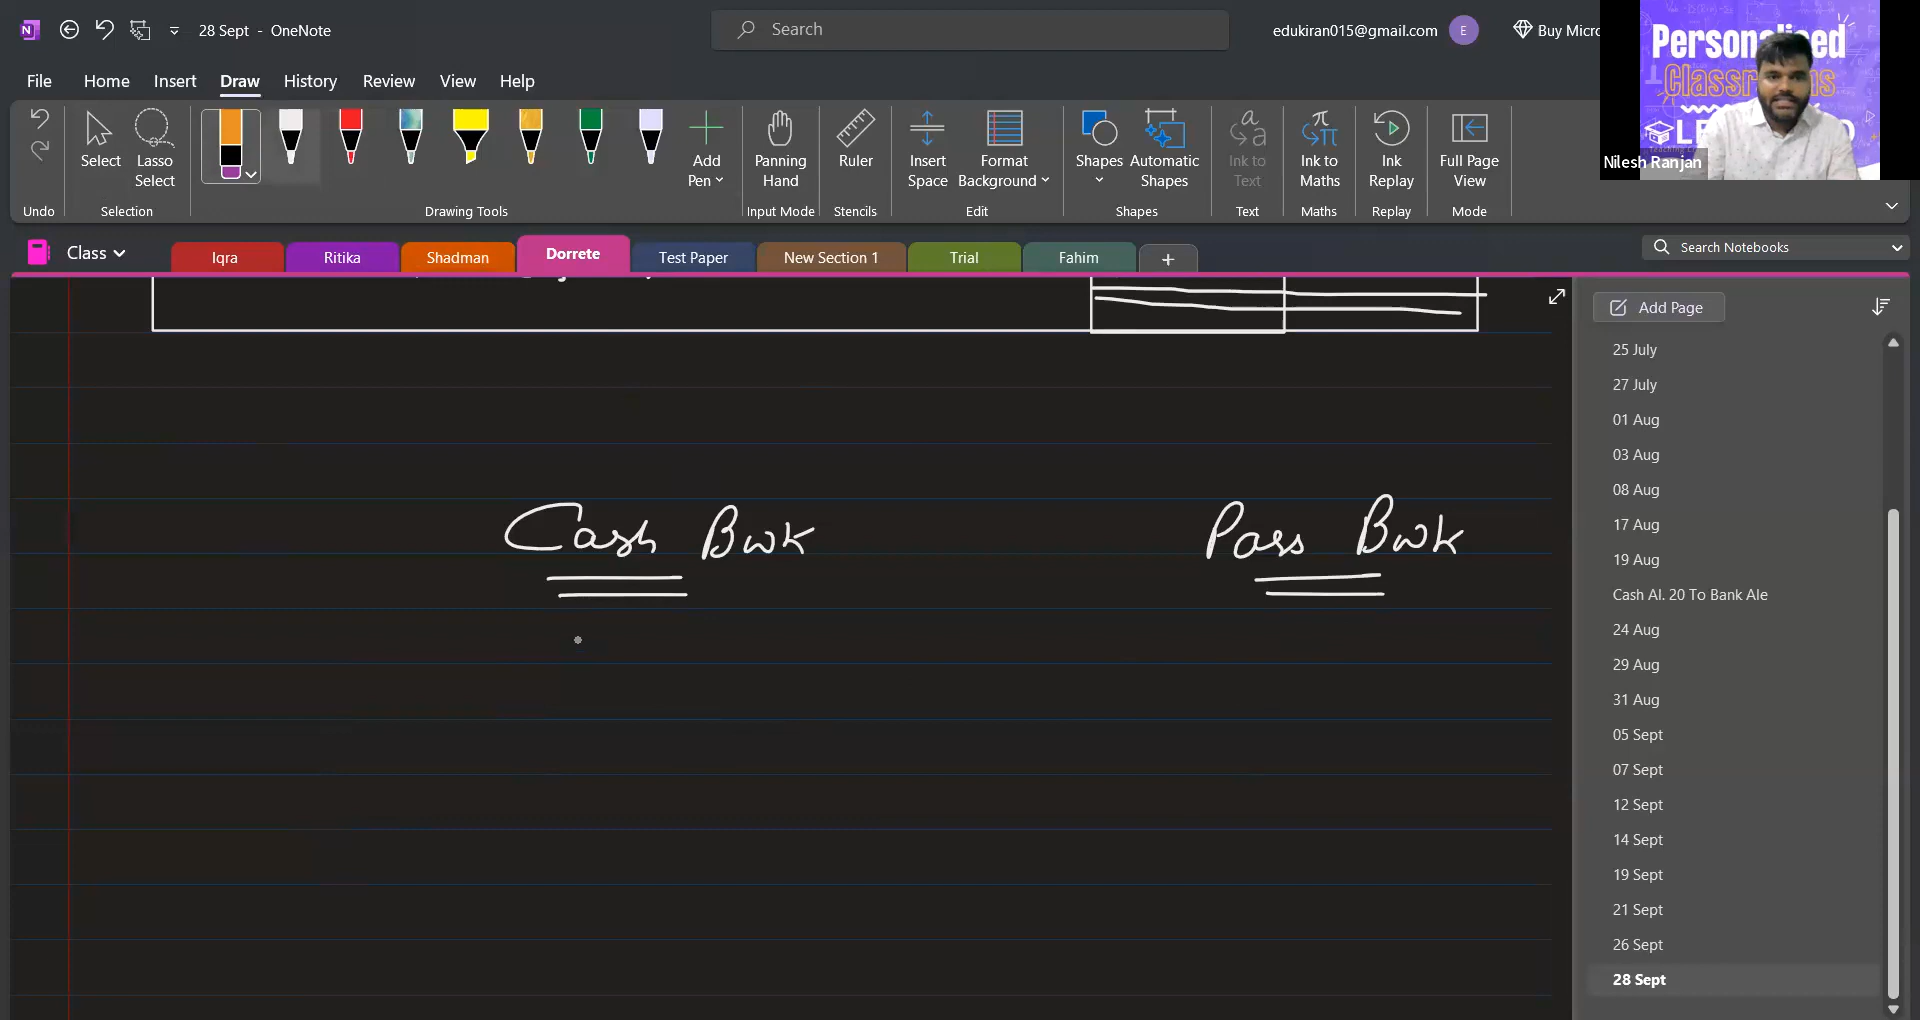 28 Sept - OneNote
Search
edukiran015@gmail.com
E
Buy Micro
File
Home
Insert
Draw
History
Review
View
Help
Select
Lasso Select
Add Pen
Panning Hand
Ruler
Insert Space
Format Background
Shapes
Automatic Shapes
Ink to Text
Ink to Maths
Ink Replay
Full Page View
Undo
Selection
Drawing Tools
Input Mode
Stencils
Edit
Shapes
Text
Maths
Replay
Mode
Nilesh Ranjan
Class
Iqra
Ritika
Shadman
Dorrete
Test Paper
New Section 1
Trial
Fahim
Search Notebooks
Add Page
25 July
27 July
01 Aug
03 Aug
08 Aug
17 Aug
19 Aug
Cash Al. 20 To Bank Ale
24 Aug
29 Aug
31 Aug
05 Sept
07 Sept
12 Sept
14 Sept
19 Sept
21 Sept
26 Sept
28 Sept
Cash Book
Pass Book